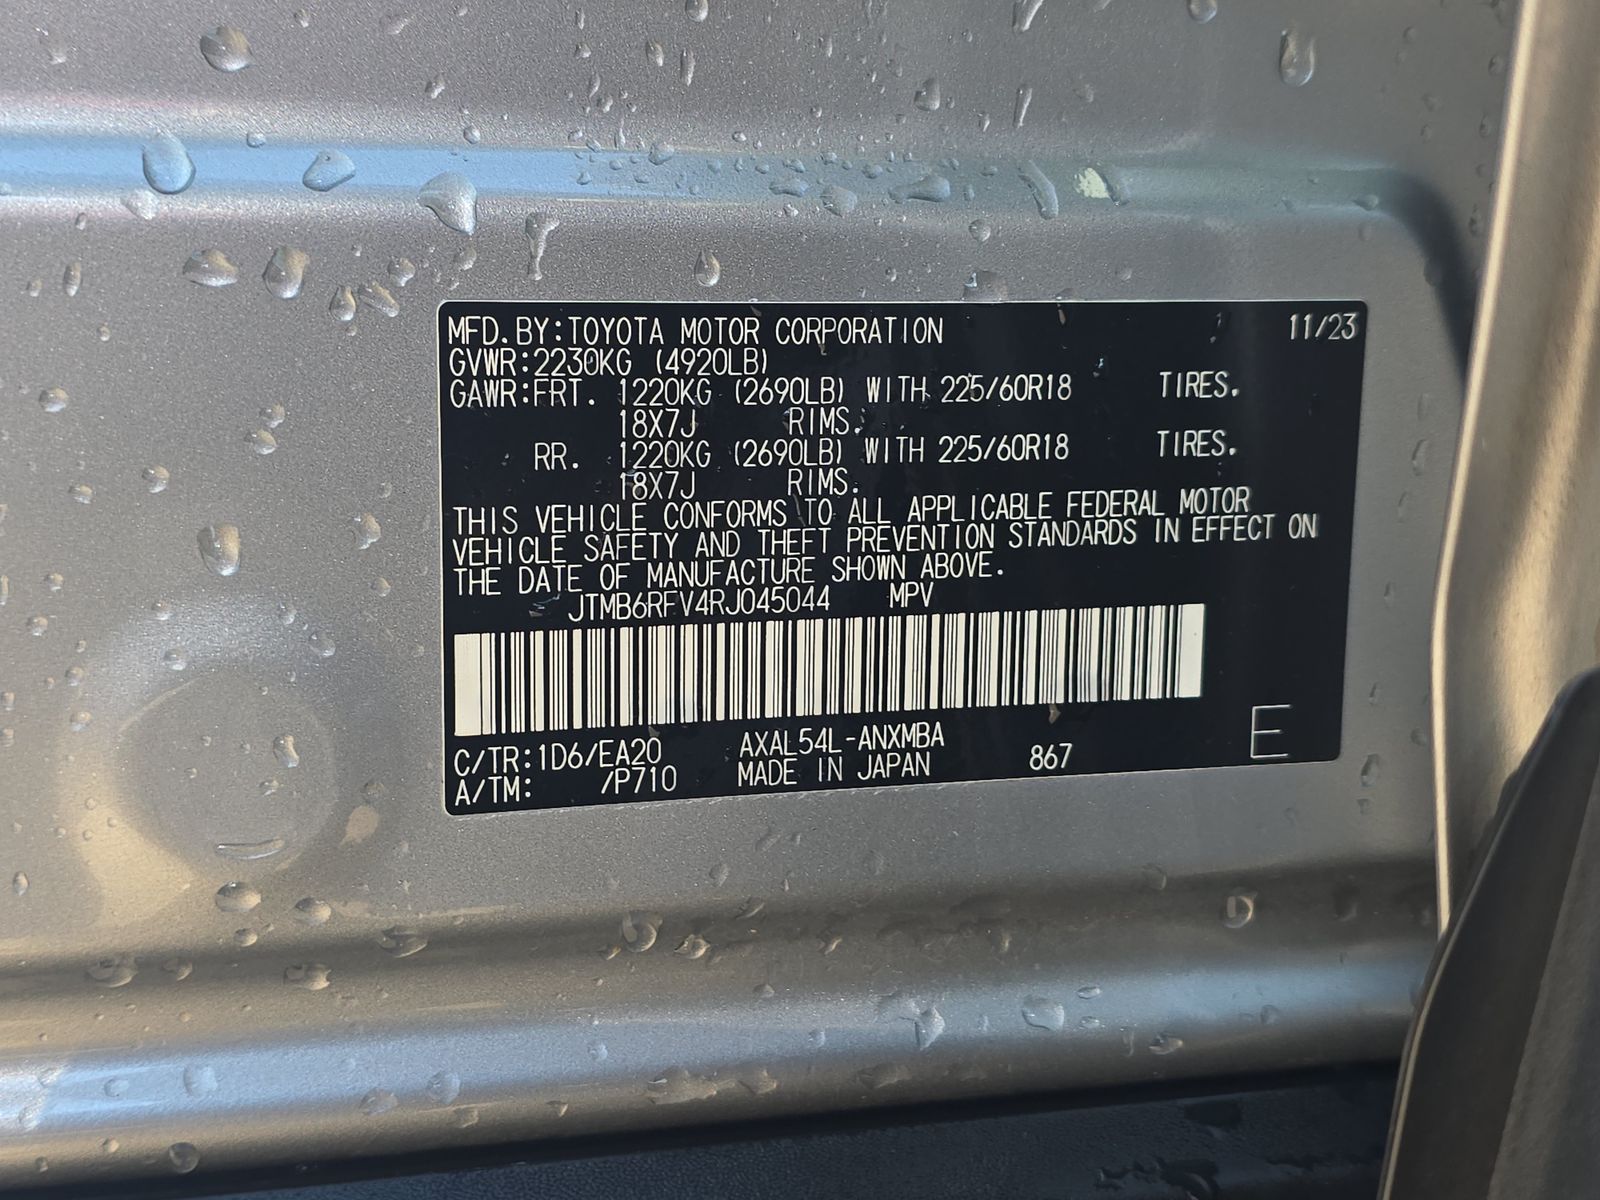 MFD. BY: TOYOTA MOTOR CORPORATION 11/23
GVWR: 2230KG (4920LB)
GAWR: FRT. 1220KG (2690LB) WITH 225/60R18 TIRES.
18X7J RIMS.
RR. 1220KG (2690LB) WITH 225/60R18 TIRES.
18X7J RIMS.
THIS VEHICLE CONFORMS TO ALL APPLICABLE FEDERAL MOTOR
VEHICLE SAFETY AND THEFT PREVENTION STANDARDS IN EFFECT ON
THE DATE OF MANUFACTURE SHOWN ABOVE.
JTMB6RFV4RJ045044 MPV
C/TR: 1D6/EA20 AXAL54L-ANXMBA
A/TM: /P710 MADE IN JAPAN 867 E